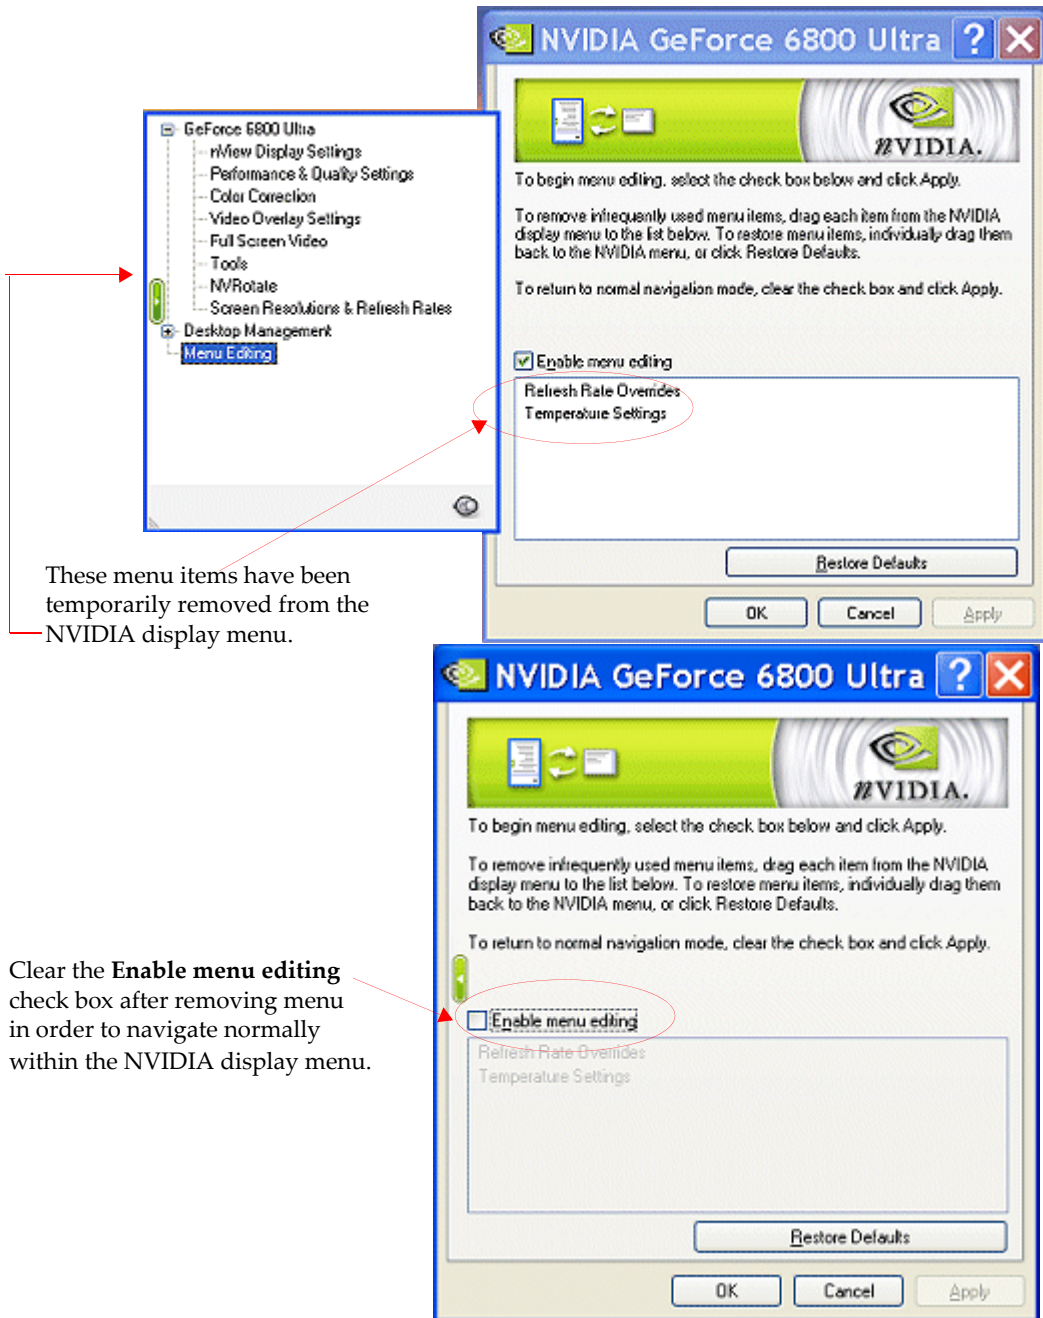 NVIDIA GeForce 6800 Ultra
nVIDIA.
GeForce 6800 Ultra
nView Display Settings
Performance & Quality Settings
Color Correction
Video Overlay Settings
Full Screen Video
Tools
NVRotate
Screen Resolutions & Refresh Rates
Desktop Management
Menu Editing
To begin menu editing, select the check box below and click Apply.
To remove infrequently used menu items, drag each item from the NVIDIA
display menu to the list below. To restore menu items, individually drag them
back to the NVIDIA menu, or click Restore Defaults.
To return to normal navigation mode, clear the check box and click Apply.
Enable menu editing
Refresh Rate Overrides
Temperature Settings
Restore Defaults
OK Cancel Apply
These menu items have been
temporarily removed from the
NVIDIA display menu.
NVIDIA GeForce 6800 Ultra
nVIDIA.
To begin menu editing, select the check box below and click Apply.
To remove infrequently used menu items, drag each item from the NVIDIA
display menu to the list below. To restore menu items, individually drag them
back to the NVIDIA menu, or click Restore Defaults.
To return to normal navigation mode, clear the check box and click Apply.
Clear the Enable menu editing
check box after removing menu
in order to navigate normally
within the NVIDIA display menu.
Enable menu editing
Refresh Rate Overrides
Temperature Settings
Restore Defaults
OK Cancel Apply